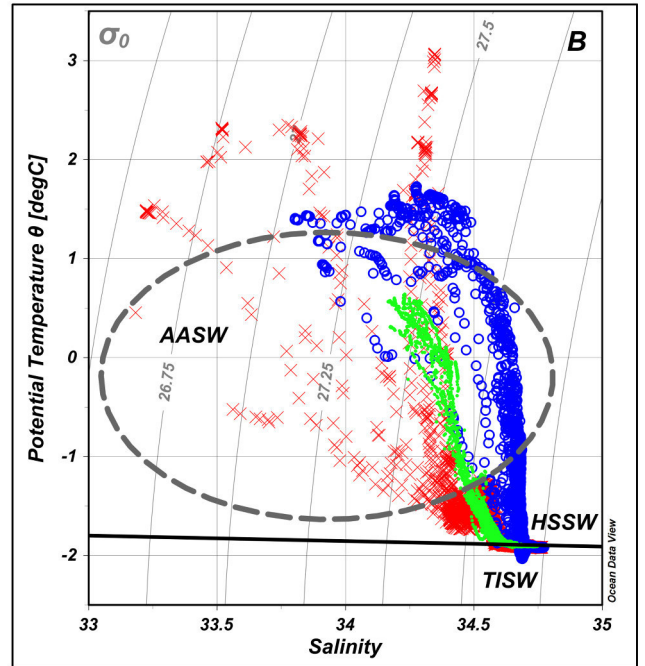 σ₀
B
27.5
3
2
1
0
-1
-2
Potential Temperature θ [degC]
AASW
26.75
27.25
HSSW
TISW
Ocean Data View
33
33.5
34
34.5
35
Salinity